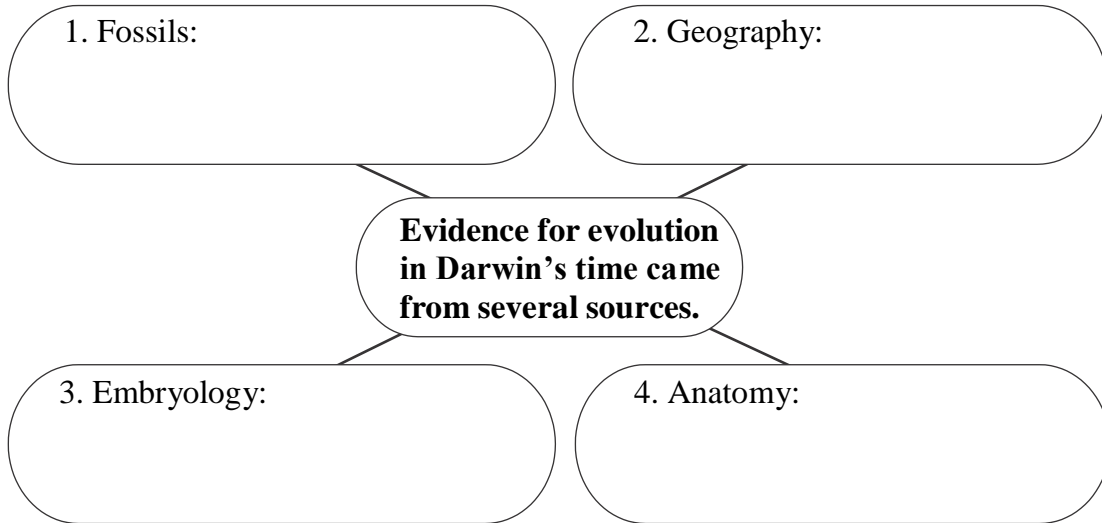 1. Fossils:
2. Geography:
Evidence for evolution
in Darwin’s time came
from several sources.
3. Embryology:
4. Anatomy: